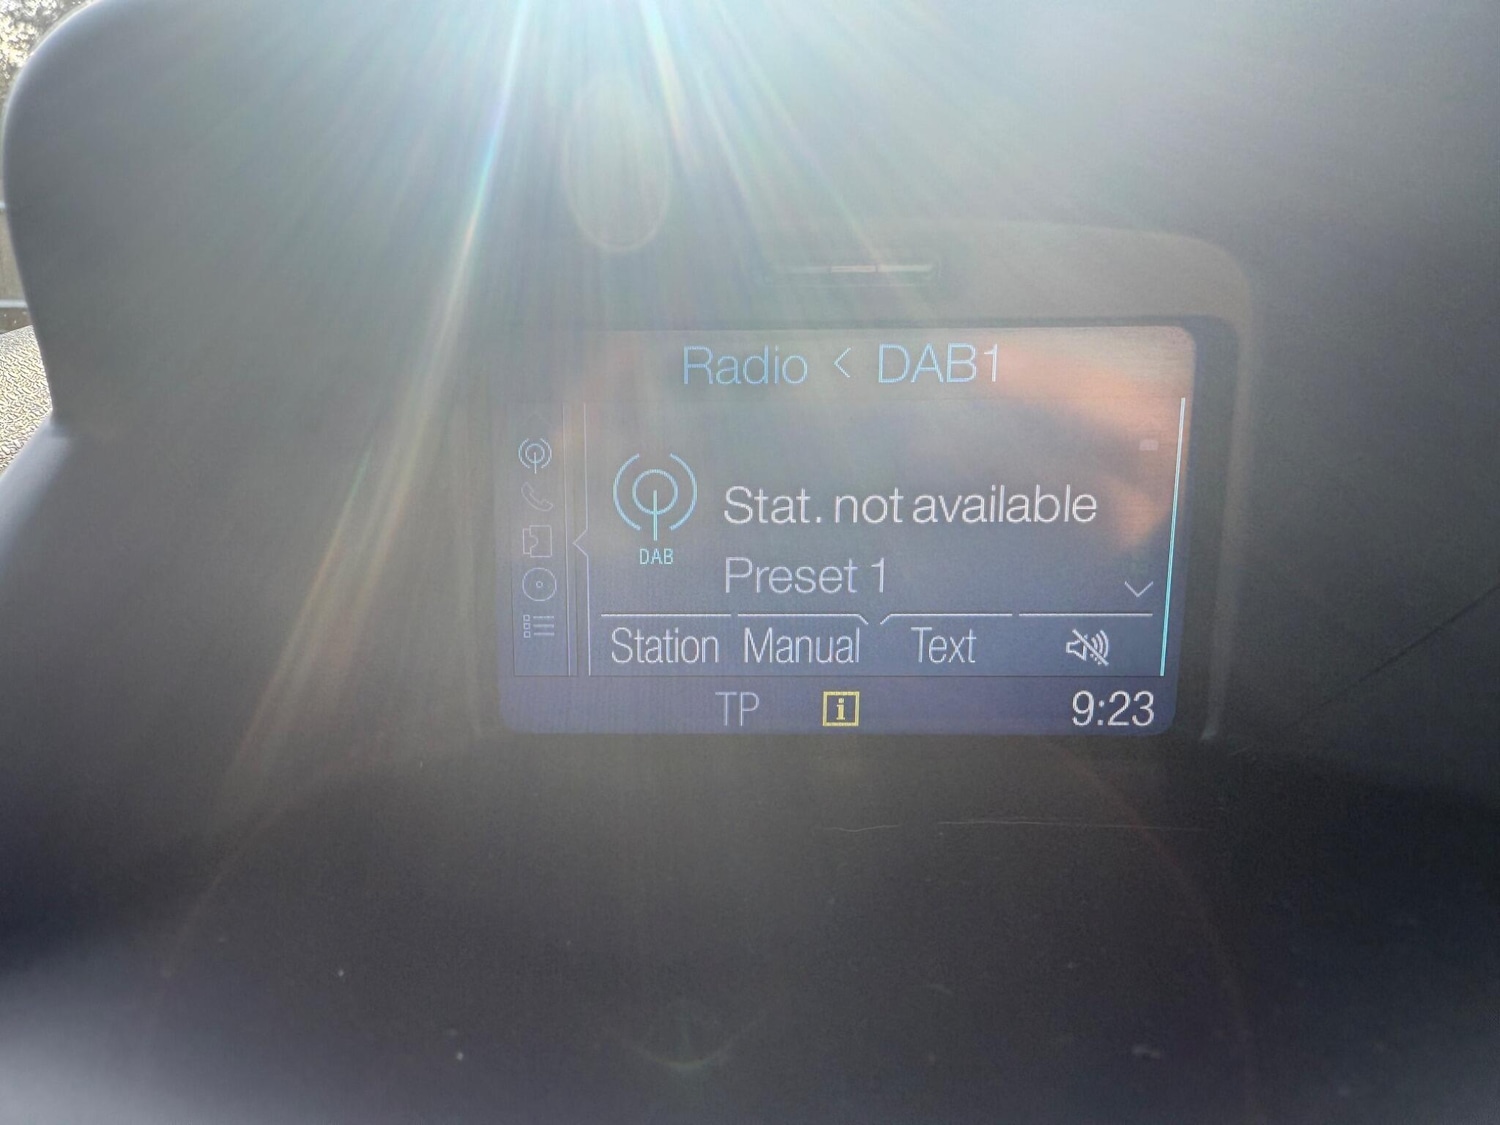 Radio < DAB1
Stat. not available
DAB
Preset 1
Station Manual Text
TP i 9:23